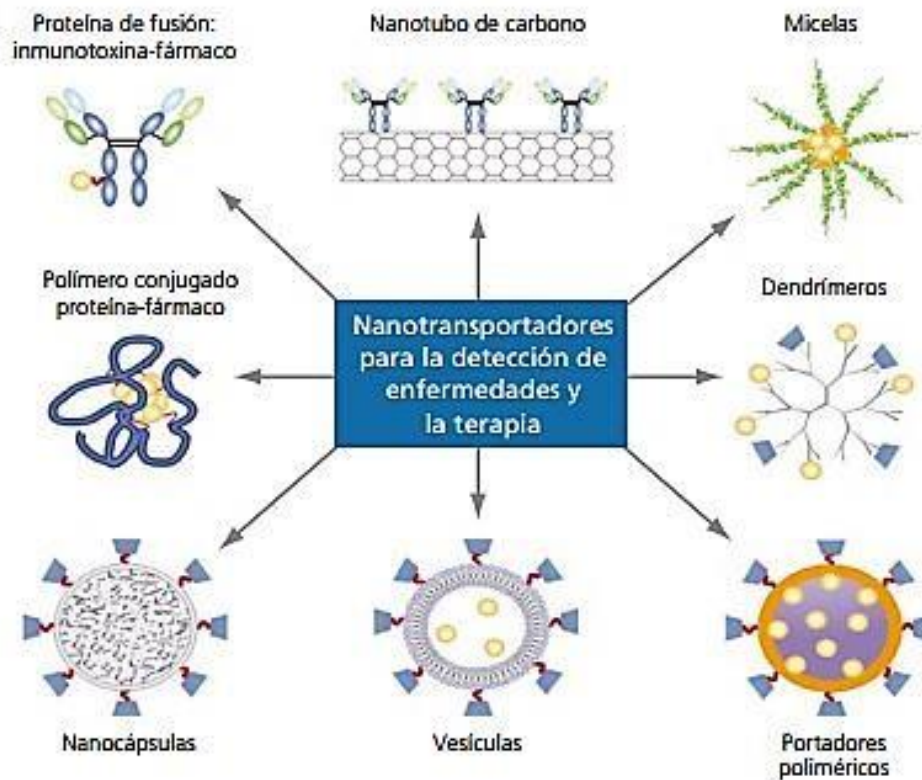 Proteína de fusión:
inmunotoxina-fármaco
Nanotubo de carbono
Micelas
Polímero conjugado
proteína-fármaco
Nanotransportadores
para la detección de
enfermedades y
la terapia
Dendrímeros
Nanocápsulas
Vesículas
Portadores
poliméricos